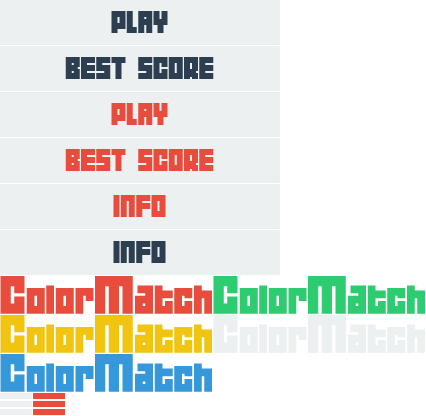 PLAY
BEST SCORE
PLAY
BEST SCORE
INFO
INFO
ColorMatch ColorMatch
ColorMatch ColorMatch
ColorMatch